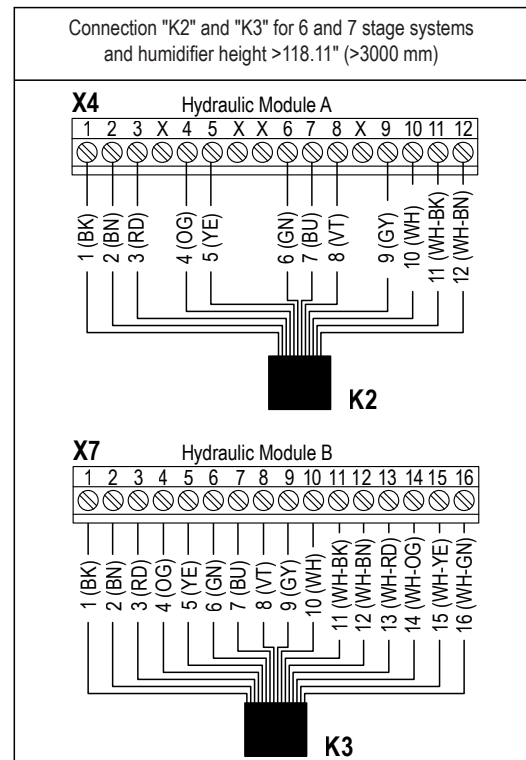 Connection "K2" and "K3" for 6 and 7 stage systems
and humidifier height >118.11" (>3000 mm)
X4 Hydraulic Module A
1 2 3 X 4 5 X X 6 7 8 X 9 10 11 12
1 (BK)
2 (BN)
3 (RD)
4 (OG)
5 (YE)
6 (GN)
7 (BU)
8 (VT)
9 (GY)
10 (WH)
11 (WH-BK)
12 (WH-BN)
K2
X7 Hydraulic Module B
1 2 3 4 5 6 7 8 9 10 11 12 13 14 15 16
1 (BK)
2 (BN)
3 (RD)
4 (OG)
5 (YE)
6 (GN)
7 (BU)
8 (VT)
9 (GY)
10 (WH)
11 (WH-BK)
12 (WH-BN)
13 (WH-RD)
14 (WH-OG)
15 (WH-YE)
16 (WH-GN)
K3